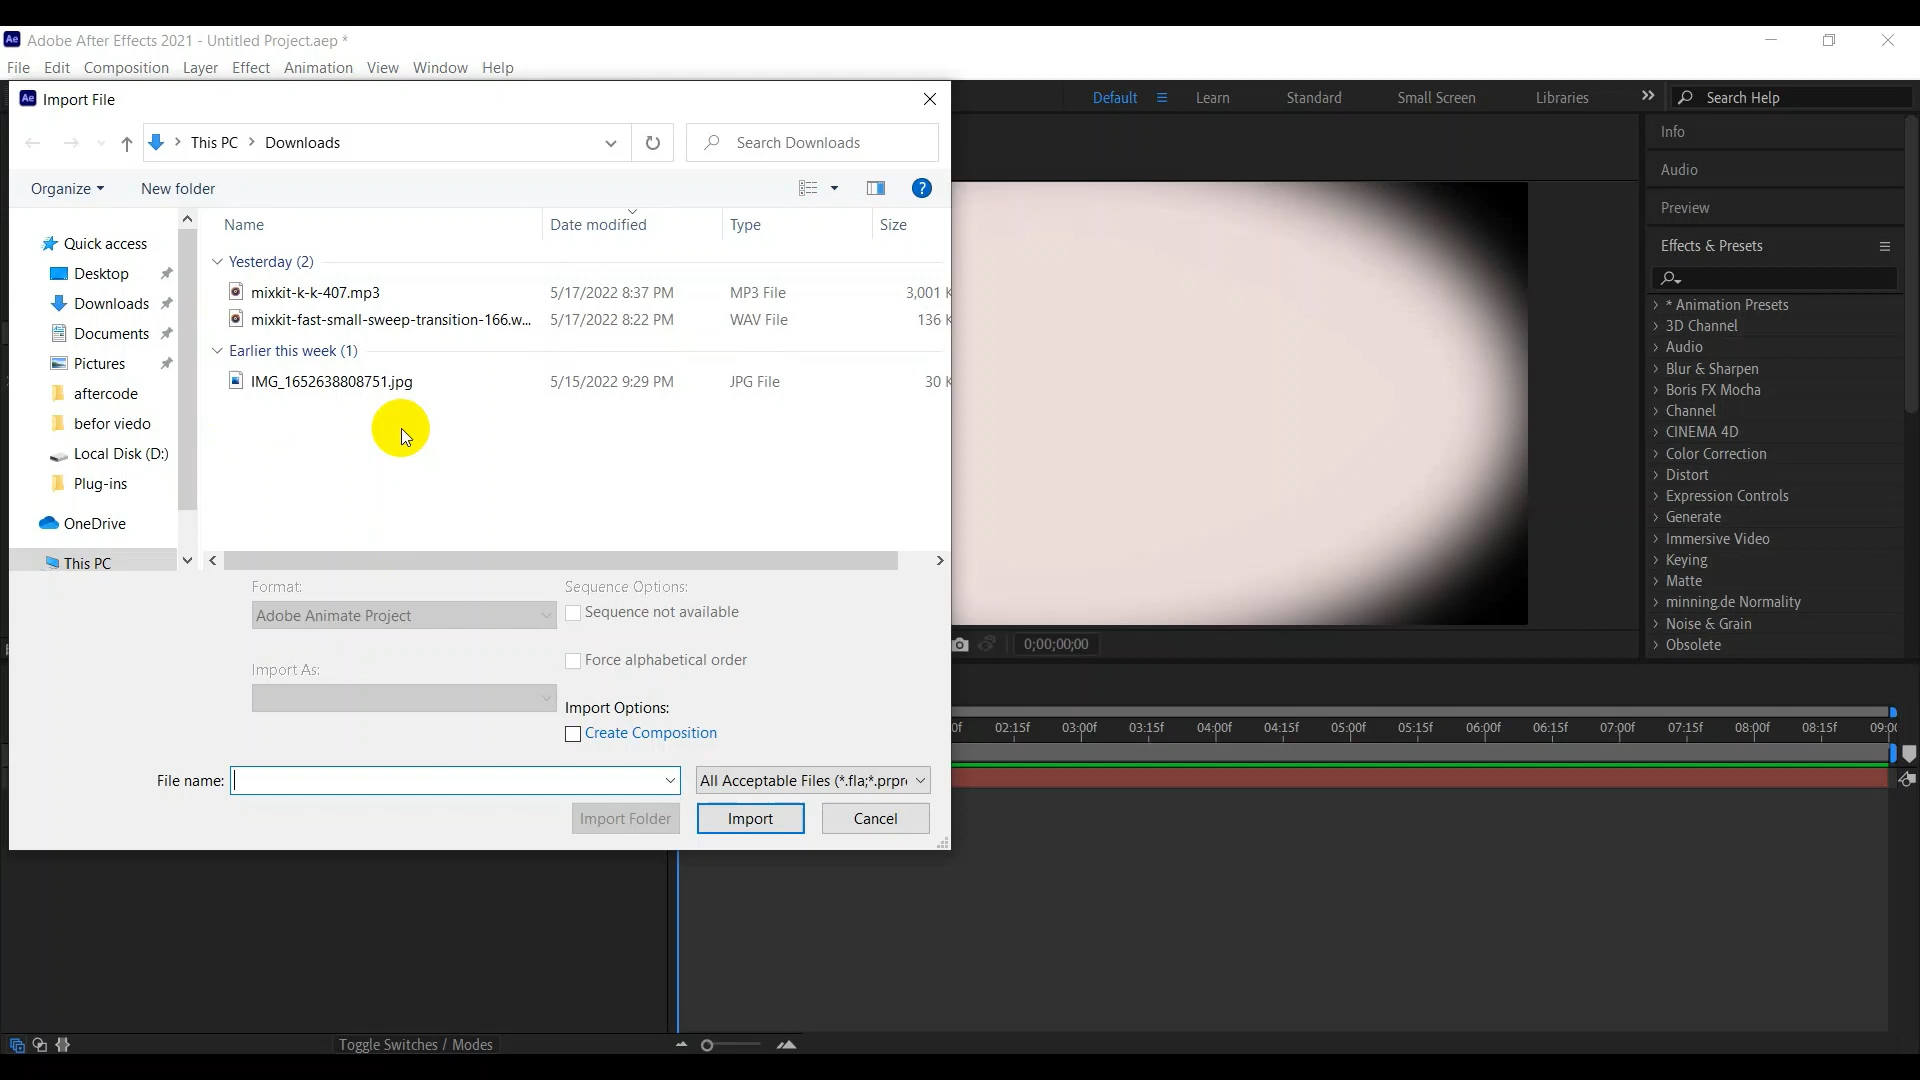 Ae Adobe After Effects 2021 - Untitled Project.aep *
File Edit Composition Layer Effect Animation View Window Help
Ae Import File
Default Learn Standard Small Screen Libraries Search Help
This PC Downloads
Search Downloads
Organize New folder
Quick access
Desktop
Downloads
Documents
Pictures
aftercode
befor viedo
Local Disk (D:)
Plug-ins
OneDrive
This PC
Name Date modified Type Size
Yesterday (2)
mixkit-k-k-407.mp3 5/17/2022 8:37 PM MP3 File 3,001 K
mixkit-fast-small-sweep-transition-166.w... 5/17/2022 8:22 PM WAV File 136 K
Earlier this week (1)
IMG_1652638808751.jpg 5/15/2022 9:29 PM JPG File 30 K
Format:
Adobe Animate Project
Import As:
Sequence Options:
Sequence not available
Force alphabetical order
Import Options:
Create Composition
File name:
All Acceptable Files (*.fla;*.prpr
Import Folder Import Cancel
Info
Audio
Preview
Effects & Presets
* Animation Presets
3D Channel
Audio
Blur & Sharpen
Boris FX Mocha
Channel
CINEMA 4D
Color Correction
Distort
Expression Controls
Generate
Immersive Video
Keying
Matte
minning.de Normality
Noise & Grain
Obsolete
0;00;00;00
02:15f 03:00f 03:15f 04:00f 04:15f 05:00f 05:15f 06:00f 06:15f 07:00f 07:15f 08:00f 08:15f 09:00
Toggle Switches / Modes